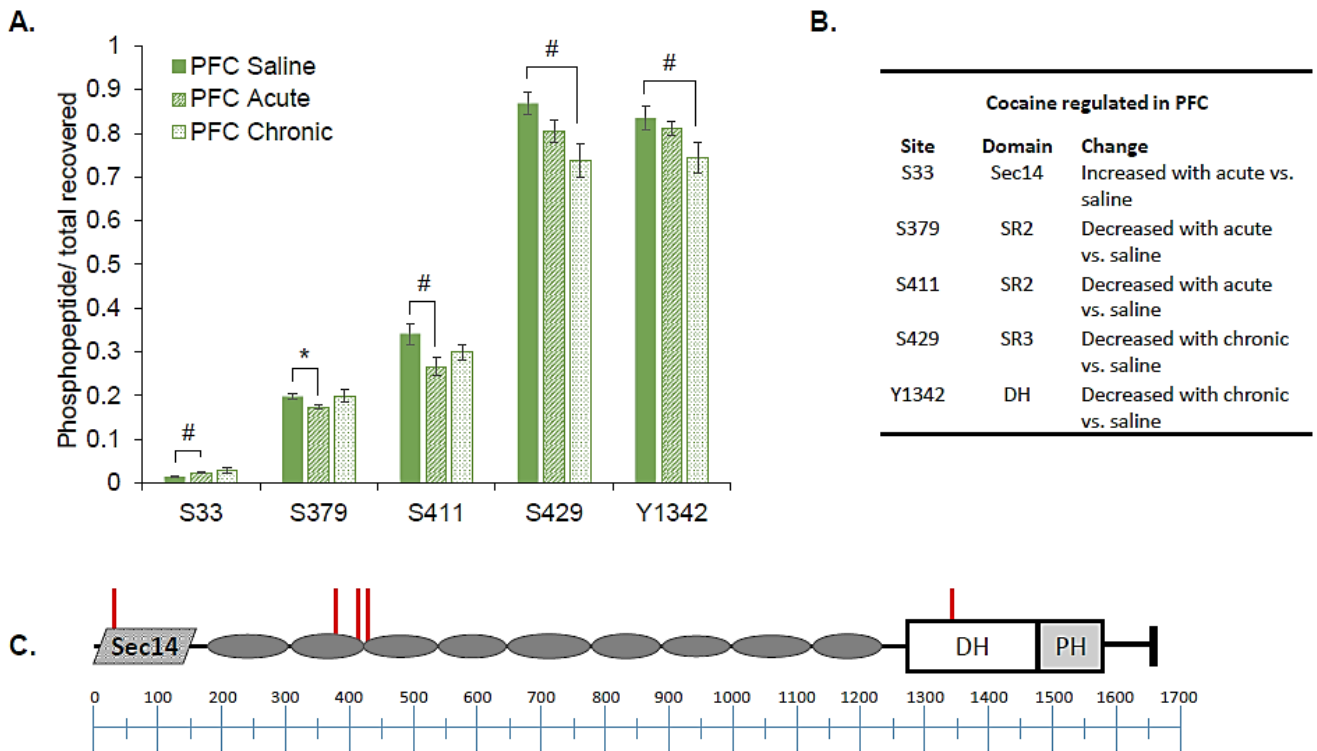 A.
B.
1
0.9
0.8
0.7
0.6
0.5
0.4
0.3
0.2
0.1
0
Phosphopeptide/ total recovered
PFC Saline
PFC Acute
PFC Chronic
#
*
#
#
#
S33 S379 S411 S429 Y1342
Cocaine regulated in PFC
Site Domain Change
S33 Sec14 Increased with acute vs.
saline
S379 SR2 Decreased with acute
vs. saline
S411 SR2 Decreased with acute
vs. saline
S429 SR3 Decreased with chronic
vs. saline
Y1342 DH Decreased with chronic
vs. saline
C.
Sec14 DH PH
0 100 200 300 400 500 600 700 800 900 1000 1100 1200 1300 1400 1500 1600 1700